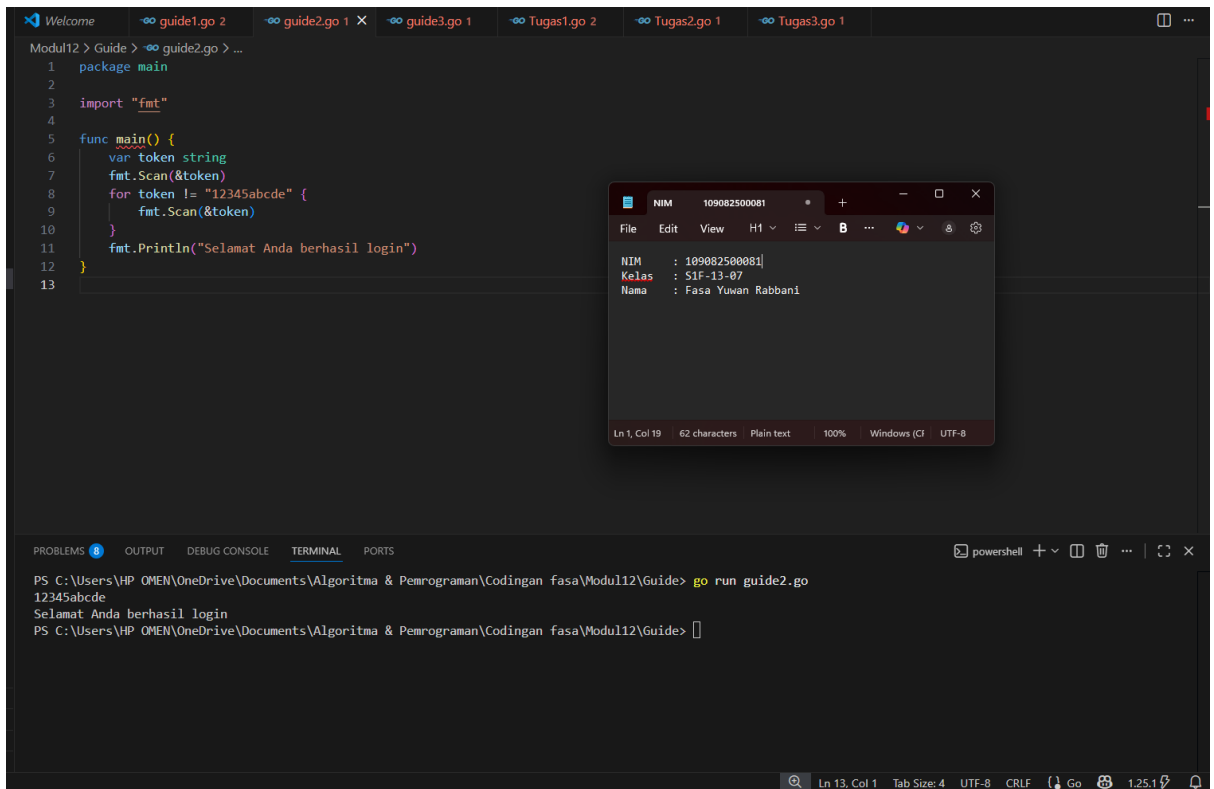 Welcome
guide1.go 2
guide2.go 1
guide3.go 1
Tugas1.go 2
Tugas2.go 1
Tugas3.go 1
Modul12 > Guide > guide2.go > ...
1 package main
2
3 import "fmt"
4
5 func main() {
6 var token string
7 fmt.Scan(&token)
8 for token != "12345abcde" {
9 fmt.Scan(&token)
10 }
11 fmt.Println("Selamat Anda berhasil login")
12 }
13
NIM 109082500081
File Edit View H1 B
NIM : 109082500081
Kelas : S1F-13-07
Nama : Fasa Yuwan Rabbani
Ln 1, Col 19 62 characters Plain text 100% Windows (CF UTF-8
PROBLEMS 8 OUTPUT DEBUG CONSOLE TERMINAL PORTS
powershell
PS C:\Users\HP OMEN\OneDrive\Documents\Algoritma & Pemrograman\Codingan fasa\Modul12\Guide> go run guide2.go
12345abcde
Selamat Anda berhasil login
PS C:\Users\HP OMEN\OneDrive\Documents\Algoritma & Pemrograman\Codingan fasa\Modul12\Guide>
Ln 13, Col 1 Tab Size: 4 UTF-8 CRLF Go 1.25.1